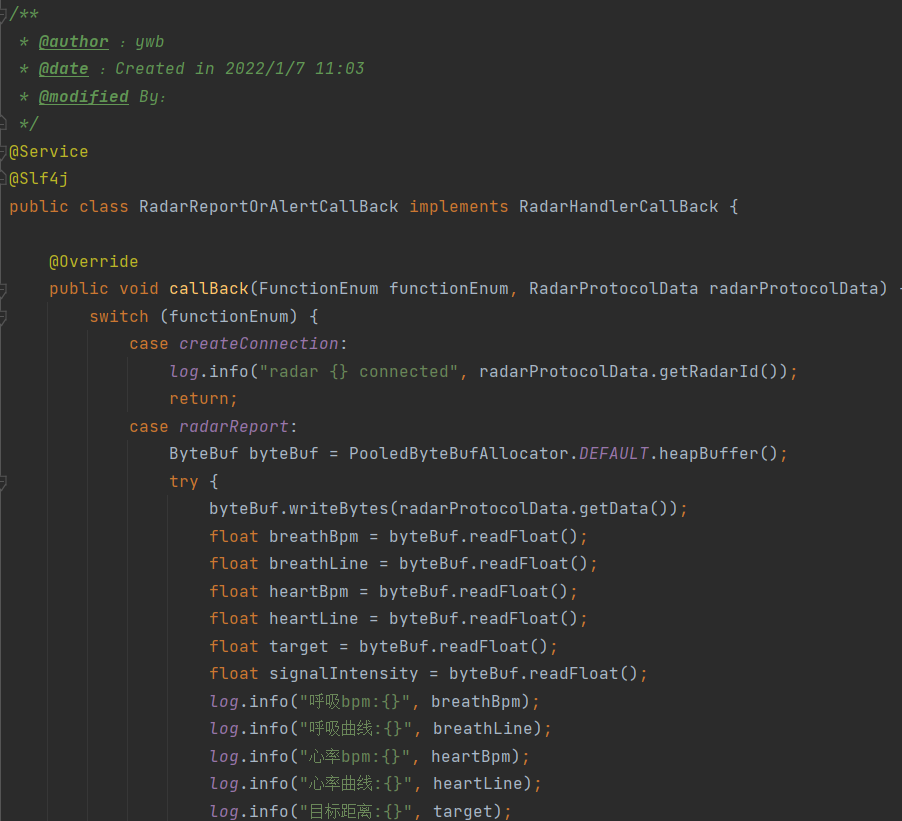 /**
 * @author : ywb
 * @date : Created in 2022/1/7 11:03
 * @modified By:
 */
@Service
@Slf4j
public class RadarReportOrAlertCallBack implements RadarHandlerCallBack {
@Override
public void callBack(FunctionEnum functionEnum, RadarProtocolData radarProtocolData) {
switch (functionEnum) {
case createConnection:
log.info("radar {} connected", radarProtocolData.getRadarId());
return;
case radarReport:
ByteBuf byteBuf = PooledByteBufAllocator.DEFAULT.heapBuffer();
try {
byteBuf.writeBytes(radarProtocolData.getData());
float breathBpm = byteBuf.readFloat();
float breathLine = byteBuf.readFloat();
float heartBpm = byteBuf.readFloat();
float heartLine = byteBuf.readFloat();
float target = byteBuf.readFloat();
float signalIntensity = byteBuf.readFloat();
log.info("呼吸bpm:{}", breathBpm);
log.info("呼吸曲线:{}", breathLine);
log.info("心率bpm:{}", heartBpm);
log.info("心率曲线:{}", heartLine);
log.info("目标距离:{}", target);